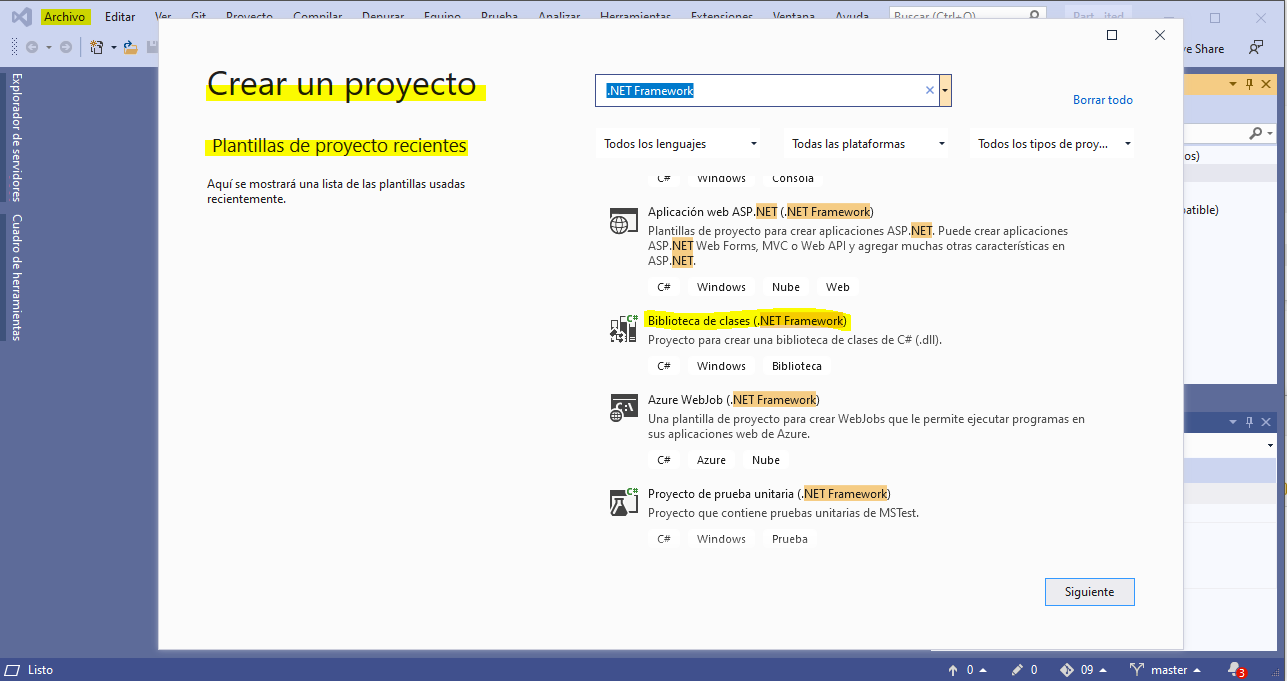 Archivo Editar Ver Git Proyecto Compilar Depurar Equipo Prueba Analizar Herramientas Extensiones Ventana Ayuda Buscar (Ctrl+Q)
Share
Explorador de servidores
Cuadro de herramientas
Crear un proyecto
Plantillas de proyecto recientes
Aquí se mostrará una lista de las plantillas usadas
recientemente.
.NET Framework
Borrar todo
Todos los lenguajes Todas las plataformas Todos los tipos de proy...
C# Windows Consola
Aplicación web ASP.NET (.NET Framework)
Plantillas de proyecto para crear aplicaciones ASP.NET. Puede crear aplicaciones
ASP.NET Web Forms, MVC o Web API y agregar muchas otras características en
ASP.NET.
C# Windows Nube Web
Biblioteca de clases (.NET Framework)
Proyecto para crear una biblioteca de clases de C# (.dll).
C# Windows Biblioteca
Azure WebJob (.NET Framework)
Una plantilla de proyecto para crear WebJobs que le permite ejecutar programas en
sus aplicaciones web de Azure.
C# Azure Nube
Proyecto de prueba unitaria (.NET Framework)
Proyecto que contiene pruebas unitarias de MSTest.
C# Windows Prueba
Siguiente
Listo
0 0 09 master 3